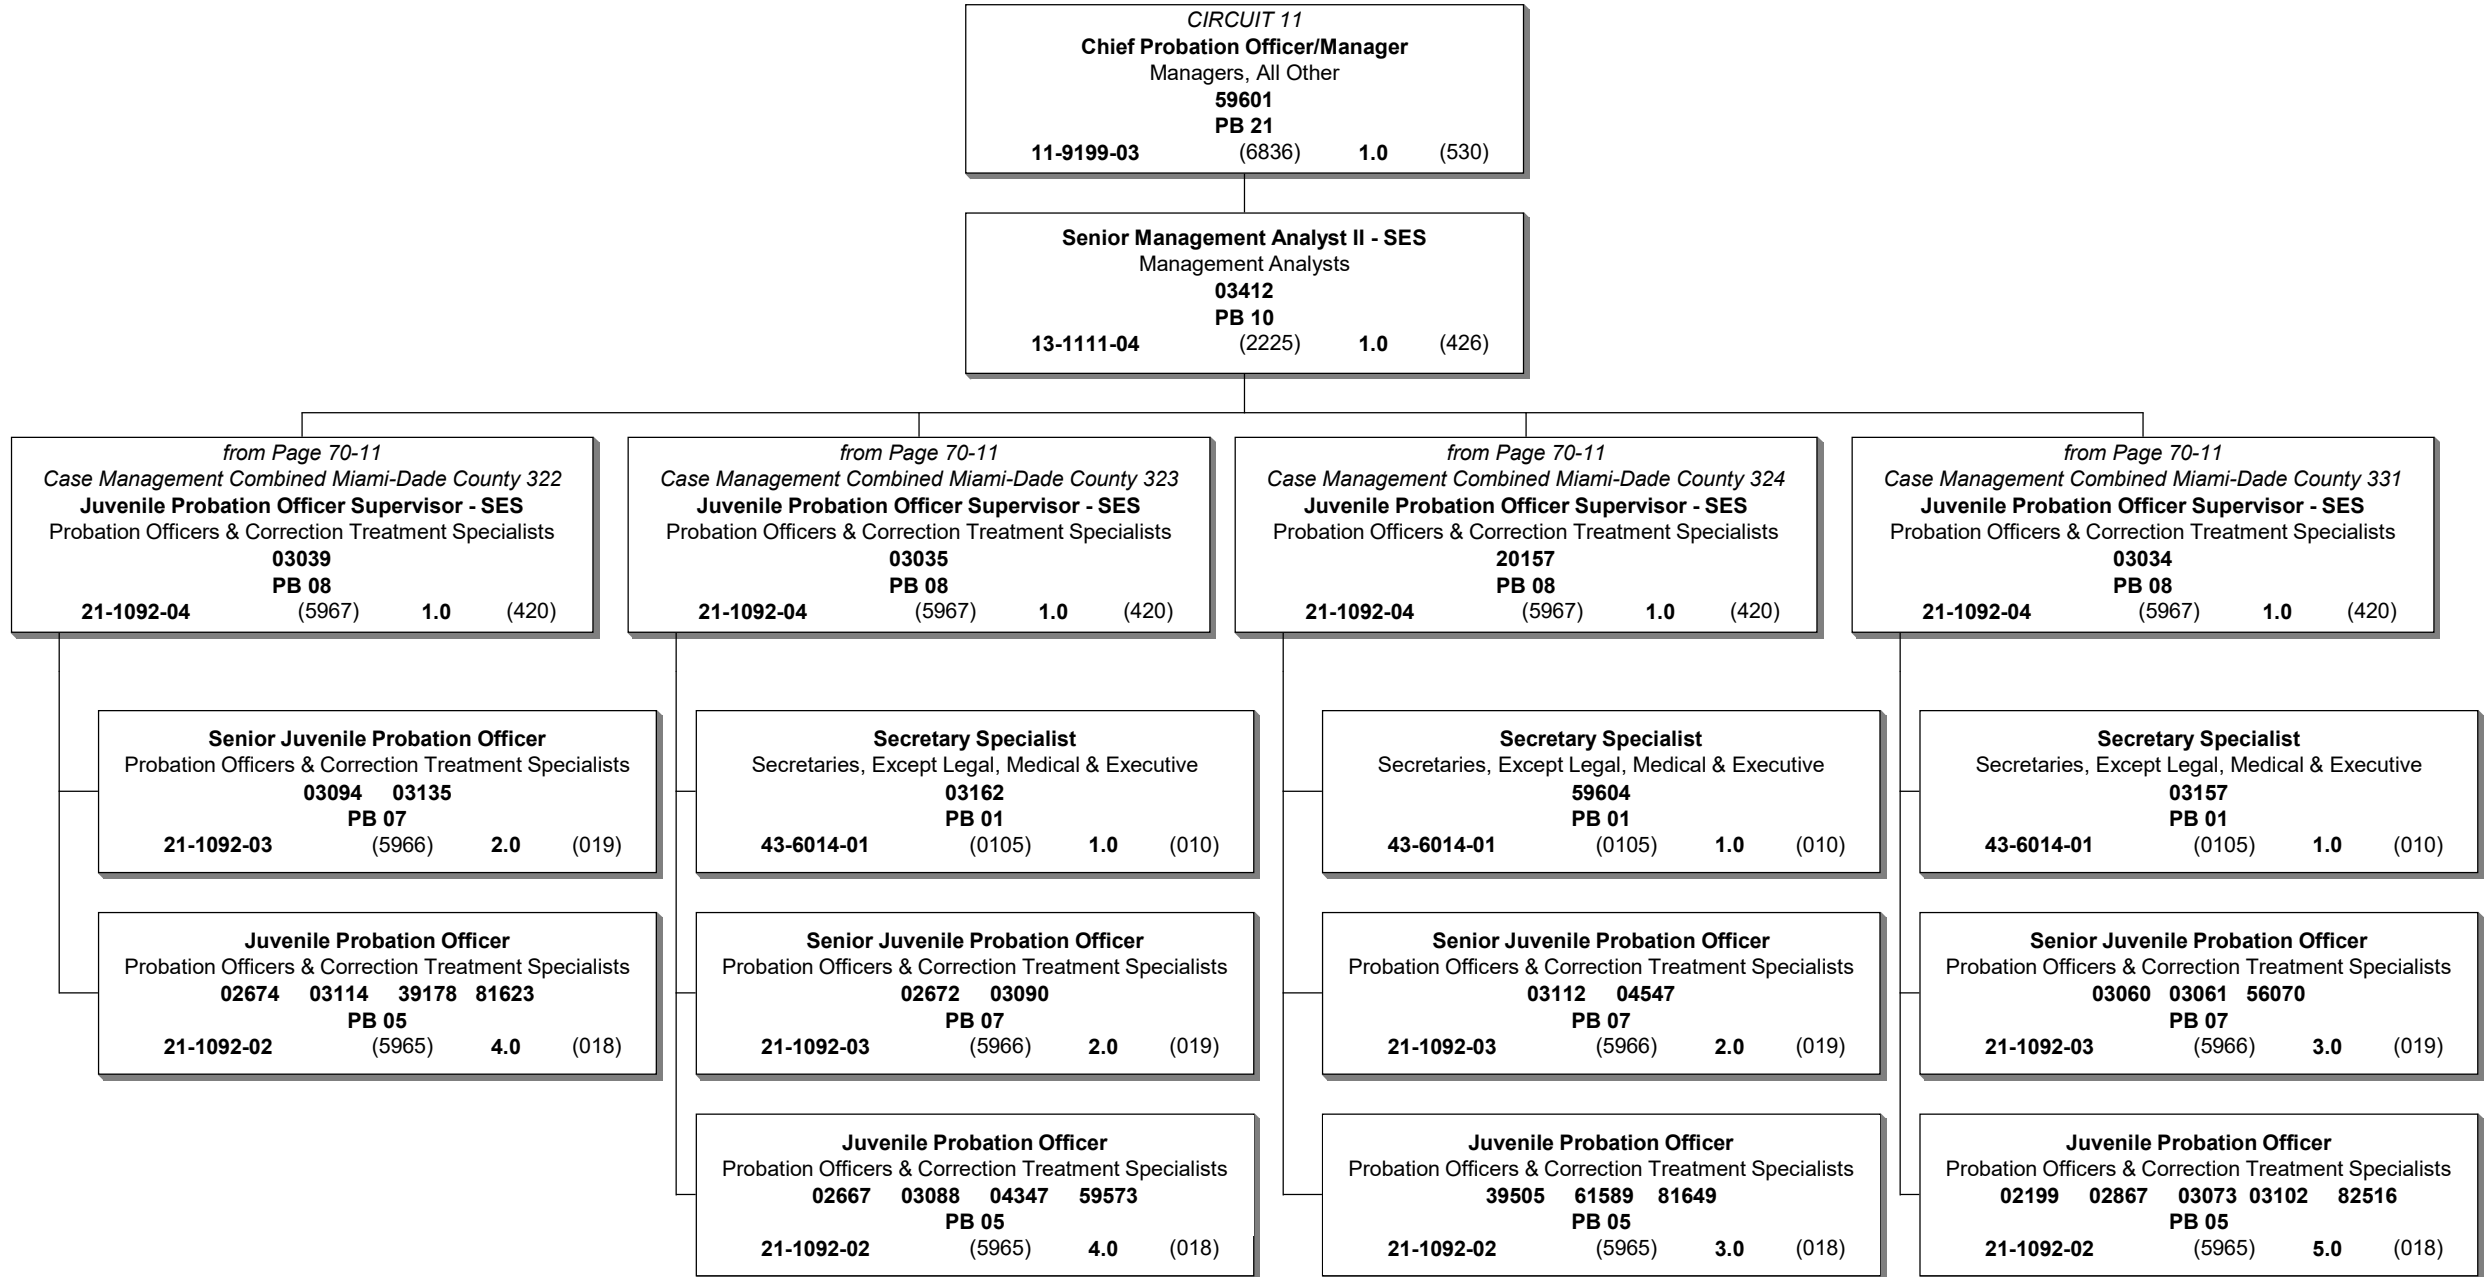 CIRCUIT 11
Chief Probation Officer/Manager
Managers, All Other
59601
PB 21
11-9199-03 (6836) 1.0 (530)
Senior Management Analyst II - SES
Management Analysts
03412
PB 10
13-1111-04 (2225) 1.0 (426)
from Page 70-11
Case Management Combined Miami-Dade County 322
Juvenile Probation Officer Supervisor - SES
Probation Officers & Correction Treatment Specialists
03039
PB 08
21-1092-04 (5967) 1.0 (420)
Senior Juvenile Probation Officer
Probation Officers & Correction Treatment Specialists
03094 03135
PB 07
21-1092-03 (5966) 2.0 (019)
Juvenile Probation Officer
Probation Officers & Correction Treatment Specialists
02674 03114 39178 81623
PB 05
21-1092-02 (5965) 4.0 (018)
from Page 70-11
Case Management Combined Miami-Dade County 323
Juvenile Probation Officer Supervisor - SES
Probation Officers & Correction Treatment Specialists
03035
PB 08
21-1092-04 (5967) 1.0 (420)
Secretary Specialist
Secretaries, Except Legal, Medical & Executive
03162
PB 01
43-6014-01 (0105) 1.0 (010)
Senior Juvenile Probation Officer
Probation Officers & Correction Treatment Specialists
02672 03090
PB 07
21-1092-03 (5966) 2.0 (019)
Juvenile Probation Officer
Probation Officers & Correction Treatment Specialists
02667 03088 04347 59573
PB 05
21-1092-02 (5965) 4.0 (018)
from Page 70-11
Case Management Combined Miami-Dade County 324
Juvenile Probation Officer Supervisor - SES
Probation Officers & Correction Treatment Specialists
20157
PB 08
21-1092-04 (5967) 1.0 (420)
Secretary Specialist
Secretaries, Except Legal, Medical & Executive
59604
PB 01
43-6014-01 (0105) 1.0 (010)
Senior Juvenile Probation Officer
Probation Officers & Correction Treatment Specialists
03112 04547
PB 07
21-1092-03 (5966) 2.0 (019)
Juvenile Probation Officer
Probation Officers & Correction Treatment Specialists
39505 61589 81649
PB 05
21-1092-02 (5965) 3.0 (018)
from Page 70-11
Case Management Combined Miami-Dade County 331
Juvenile Probation Officer Supervisor - SES
Probation Officers & Correction Treatment Specialists
03034
PB 08
21-1092-04 (5967) 1.0 (420)
Secretary Specialist
Secretaries, Except Legal, Medical & Executive
03157
PB 01
43-6014-01 (0105) 1.0 (010)
Senior Juvenile Probation Officer
Probation Officers & Correction Treatment Specialists
03060 03061 56070
PB 07
21-1092-03 (5966) 3.0 (019)
Juvenile Probation Officer
Probation Officers & Correction Treatment Specialists
02199 02867 03073 03102 82516
PB 05
21-1092-02 (5965) 5.0 (018)